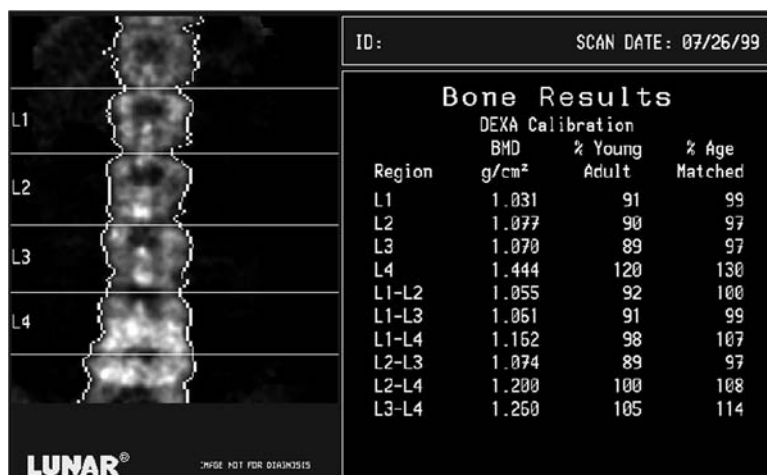 L1
L2
L3
L4
LUNAR®
IMAGE NOT FOR DIAGNOSIS
ID: SCAN DATE: 07/26/99
Bone Results
DEXA Calibration
BMD % Young % Age
Region g/cm² Adult Matched
L1 1.031 91 99
L2 1.077 90 97
L3 1.070 89 97
L4 1.444 120 130
L1-L2 1.055 92 100
L1-L3 1.061 91 99
L1-L4 1.162 98 107
L2-L3 1.074 89 97
L2-L4 1.200 100 108
L3-L4 1.260 105 114